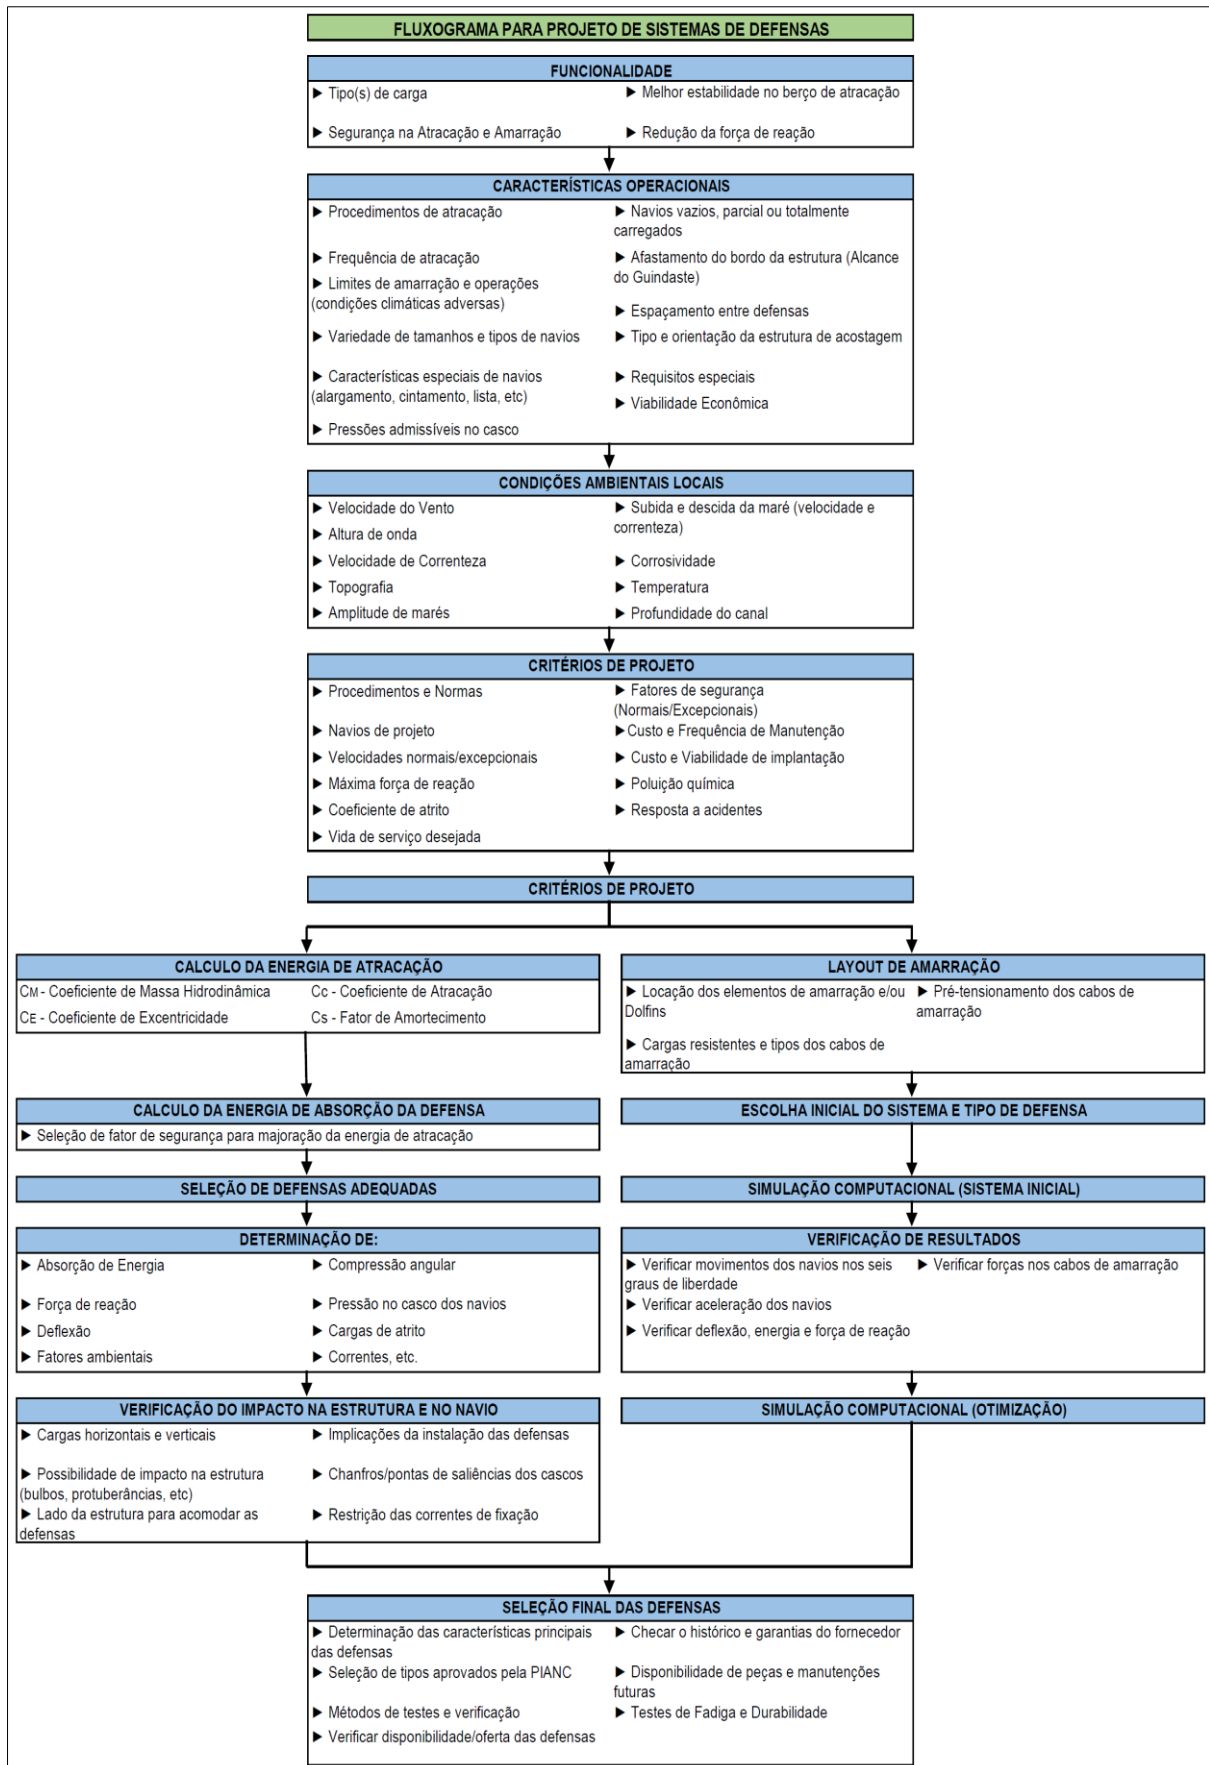 FLUXOGRAMA PARA PROJETO DE SISTEMAS DE DEFENSAS
FUNCIONALIDADE
► Tipo(s) de carga
► Melhor estabilidade no berço de atracação
► Segurança na Atracação e Amarração
► Redução da força de reação
CARACTERÍSTICAS OPERACIONAIS
► Procedimentos de atracação
► Navios vazios, parcial ou totalmente
carregados
► Frequência de atracação
► Afastamento do bordo da estrutura (Alcance
do Guindaste)
► Limites de amarração e operações
(condições climáticas adversas)
► Espaçamento entre defensas
► Variedade de tamanhos e tipos de navios
► Tipo e orientação da estrutura de acostagem
► Características especiais de navios
(alargamento, cintamento, lista, etc)
► Requisitos especiais
► Viabilidade Econômica
► Pressões admissíveis no casco
CONDIÇÕES AMBIENTAIS LOCAIS
► Velocidade do Vento
► Subida e descida da maré (velocidade e
correnteza)
► Altura de onda
► Velocidade de Correnteza
► Corrosividade
► Topografia
► Temperatura
► Amplitude de marés
► Profundidade do canal
CRITÉRIOS DE PROJETO
► Procedimentos e Normas
► Fatores de segurança
(Normais/Excepcionais)
► Navios de projeto
►Custo e Frequência de Manutenção
► Velocidades normais/excepcionais
► Custo e Viabilidade de implantação
► Máxima força de reação
► Poluição química
► Coeficiente de atrito
► Resposta a acidentes
► Vida de serviço desejada
CRITÉRIOS DE PROJETO
CALCULO DA ENERGIA DE ATRACAÇÃO
CM - Coeficiente de Massa Hidrodinâmica
CC - Coeficiente de Atracação
CE - Coeficiente de Excentricidade
CS - Fator de Amortecimento
LAYOUT DE AMARRAÇÃO
► Locação dos elementos de amarração e/ou
Dolfins
► Pré-tensionamento dos cabos de
amarração
► Cargas resistentes e tipos dos cabos de
amarração
CALCULO DA ENERGIA DE ABSORÇÃO DA DEFENSA
► Seleção de fator de segurança para majoração da energia de atracação
ESCOLHA INICIAL DO SISTEMA E TIPO DE DEFENSA
SELEÇÃO DE DEFENSAS ADEQUADAS
SIMULAÇÃO COMPUTACIONAL (SISTEMA INICIAL)
DETERMINAÇÃO DE:
► Absorção de Energia
► Compressão angular
► Força de reação
► Pressão no casco dos navios
► Deflexão
► Cargas de atrito
► Fatores ambientais
► Correntes, etc.
VERIFICAÇÃO DE RESULTADOS
► Verificar movimentos dos navios nos seis
graus de liberdade
► Verificar forças nos cabos de amarração
► Verificar aceleração dos navios
► Verificar deflexão, energia e força de reação
VERIFICAÇÃO DO IMPACTO NA ESTRUTURA E NO NAVIO
► Cargas horizontais e verticais
► Implicações da instalação das defensas
► Possibilidade de impacto na estrutura
(bulbos, protuberâncias, etc)
► Chanfros/pontas de saliências dos cascos
► Lado da estrutura para acomodar as
defensas
► Restrição das correntes de fixação
SIMULAÇÃO COMPUTACIONAL (OTIMIZAÇÃO)
SELEÇÃO FINAL DAS DEFENSAS
► Determinação das características principais
das defensas
► Checar o histórico e garantias do fornecedor
► Seleção de tipos aprovados pela PIANC
► Disponibilidade de peças e manutenções
futuras
► Métodos de testes e verificação
► Testes de Fadiga e Durabilidade
► Verificar disponibilidade/oferta das defensas